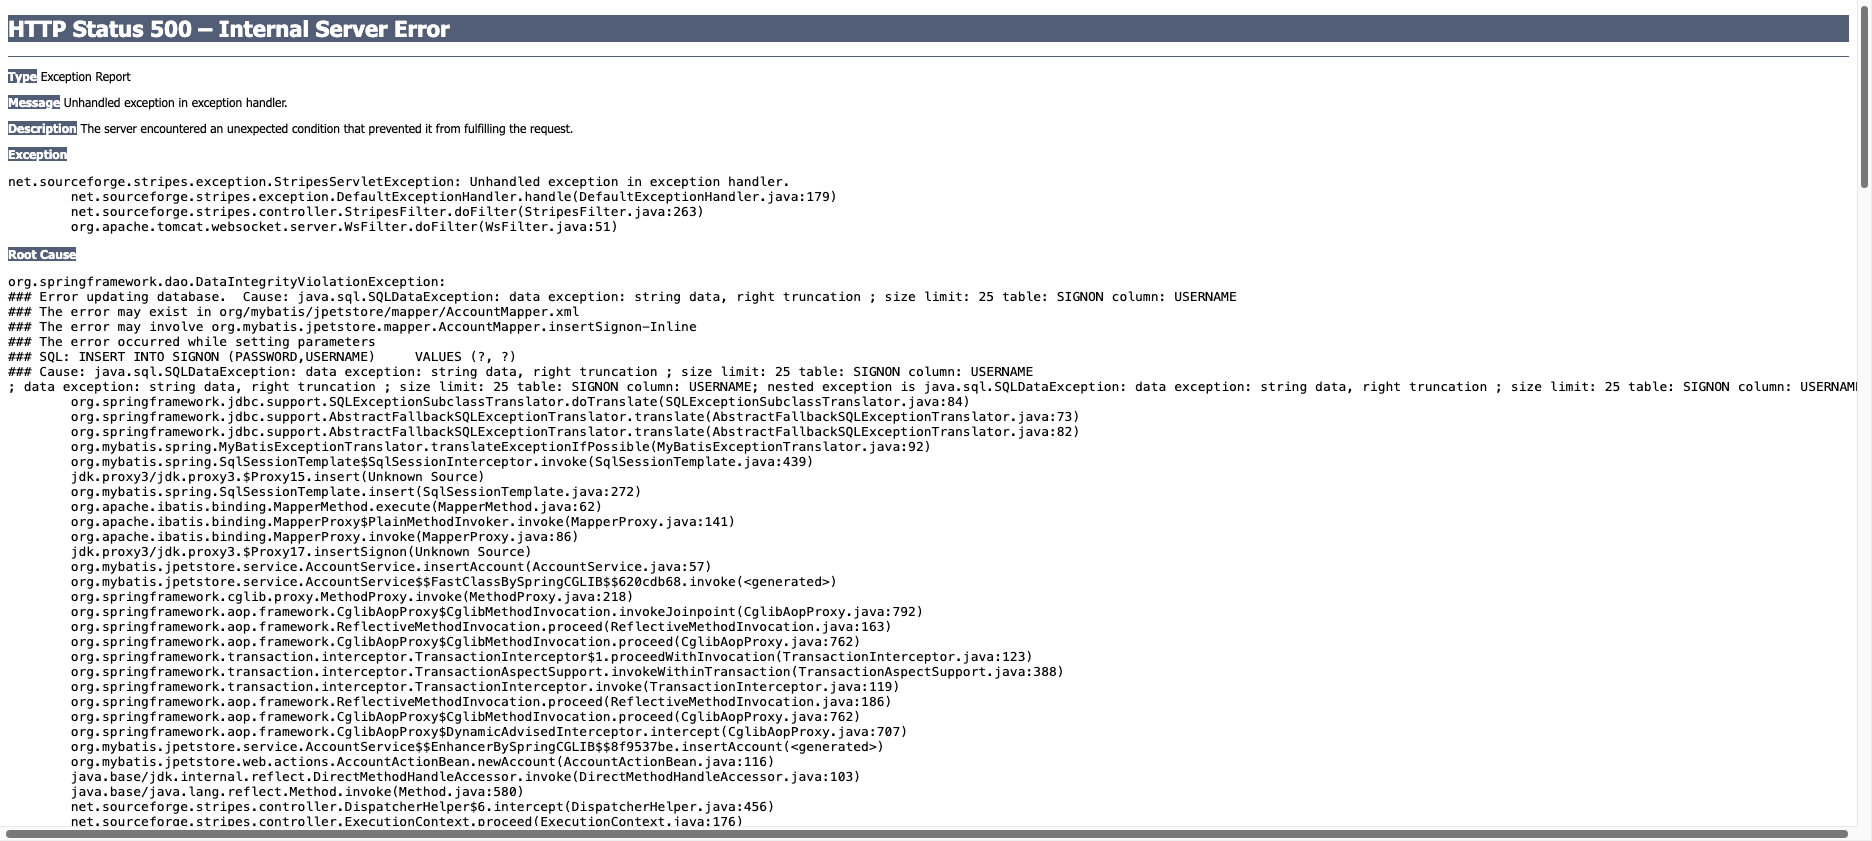 HTTP Status 500 – Internal Server Error
Type Exception Report
Message Unhandled exception in exception handler.
Description The server encountered an unexpected condition that prevented it from fulfilling the request.
Exception
net.sourceforge.stripes.exception.StripesServletException: Unhandled exception in exception handler.
net.sourceforge.stripes.exception.DefaultExceptionHandler.handle(DefaultExceptionHandler.java:179)
net.sourceforge.stripes.controller.StripesFilter.doFilter(StripesFilter.java:263)
org.apache.tomcat.websocket.server.WsFilter.doFilter(WsFilter.java:51)
Root Cause
org.springframework.dao.DataIntegrityViolationException:
### Error updating database.  Cause: java.sql.SQLDataException: data exception: string data, right truncation ; size limit: 25 table: SIGNON column: USERNAME
### The error may exist in org/mybatis/jpetstore/mapper/AccountMapper.xml
### The error may involve org.mybatis.jpetstore.mapper.AccountMapper.insertSignon-Inline
### The error occurred while setting parameters
### SQL: INSERT INTO SIGNON (PASSWORD,USERNAME)     VALUES (?, ?)
### Cause: java.sql.SQLDataException: data exception: string data, right truncation ; size limit: 25 table: SIGNON column: USERNAME
; data exception: string data, right truncation ; size limit: 25 table: SIGNON column: USERNAME; nested exception is java.sql.SQLDataException: data exception: string data, right truncation ; size limit: 25 table: SIGNON column: USERNAM
org.springframework.jdbc.support.SQLExceptionSubclassTranslator.doTranslate(SQLExceptionSubclassTranslator.java:84)
org.springframework.jdbc.support.AbstractFallbackSQLExceptionTranslator.translate(AbstractFallbackSQLExceptionTranslator.java:73)
org.springframework.jdbc.support.AbstractFallbackSQLExceptionTranslator.translate(AbstractFallbackSQLExceptionTranslator.java:82)
org.mybatis.spring.MyBatisExceptionTranslator.translateExceptionIfPossible(MyBatisExceptionTranslator.java:92)
org.mybatis.spring.SqlSessionTemplate$SqlSessionInterceptor.invoke(SqlSessionTemplate.java:439)
jdk.proxy3/jdk.proxy3.$Proxy15.insert(Unknown Source)
org.mybatis.spring.SqlSessionTemplate.insert(SqlSessionTemplate.java:272)
org.apache.ibatis.binding.MapperMethod.execute(MapperMethod.java:62)
org.apache.ibatis.binding.MapperProxy$PlainMethodInvoker.invoke(MapperProxy.java:141)
org.apache.ibatis.binding.MapperProxy.invoke(MapperProxy.java:86)
jdk.proxy3/jdk.proxy3.$Proxy17.insertSignon(Unknown Source)
org.mybatis.jpetstore.service.AccountService.insertAccount(AccountService.java:57)
org.mybatis.jpetstore.service.AccountService$$FastClassBySpringCGLIB$$620cdb68.invoke(<generated>)
org.springframework.cglib.proxy.MethodProxy.invoke(MethodProxy.java:218)
org.springframework.aop.framework.CglibAopProxy$CglibMethodInvocation.invokeJoinpoint(CglibAopProxy.java:792)
org.springframework.aop.framework.ReflectiveMethodInvocation.proceed(ReflectiveMethodInvocation.java:163)
org.springframework.aop.framework.CglibAopProxy$CglibMethodInvocation.proceed(CglibAopProxy.java:762)
org.springframework.transaction.interceptor.TransactionInterceptor$1.proceedWithInvocation(TransactionInterceptor.java:123)
org.springframework.transaction.interceptor.TransactionAspectSupport.invokeWithinTransaction(TransactionAspectSupport.java:388)
org.springframework.transaction.interceptor.TransactionInterceptor.invoke(TransactionInterceptor.java:119)
org.springframework.aop.framework.ReflectiveMethodInvocation.proceed(ReflectiveMethodInvocation.java:186)
org.springframework.aop.framework.CglibAopProxy$CglibMethodInvocation.proceed(CglibAopProxy.java:762)
org.springframework.aop.framework.CglibAopProxy$DynamicAdvisedInterceptor.intercept(CglibAopProxy.java:707)
org.mybatis.jpetstore.service.AccountService$$EnhancerBySpringCGLIB$$8f9537be.insertAccount(<generated>)
org.mybatis.jpetstore.web.actions.AccountActionBean.newAccount(AccountActionBean.java:116)
java.base/jdk.internal.reflect.DirectMethodHandleAccessor.invoke(DirectMethodHandleAccessor.java:103)
java.base/java.lang.reflect.Method.invoke(Method.java:580)
net.sourceforge.stripes.controller.DispatcherHelper$6.intercept(DispatcherHelper.java:456)
net.sourceforge.stripes.controller.ExecutionContext.proceed(ExecutionContext.java:176)